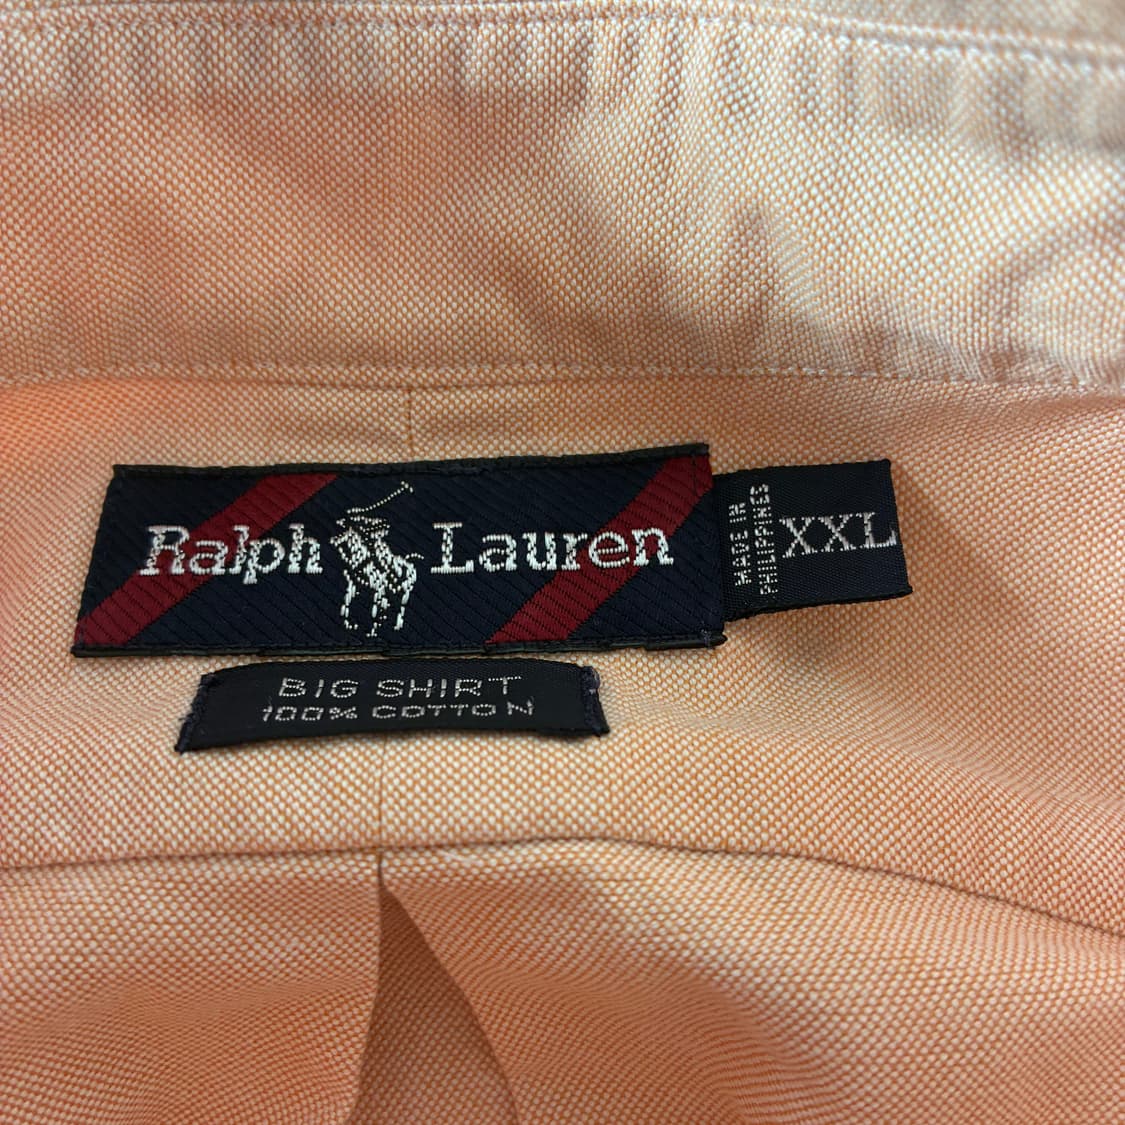 Ralph Lauren
MADE IN
PHILIPPINES
XXL
BIG SHIRT
100% COTTON